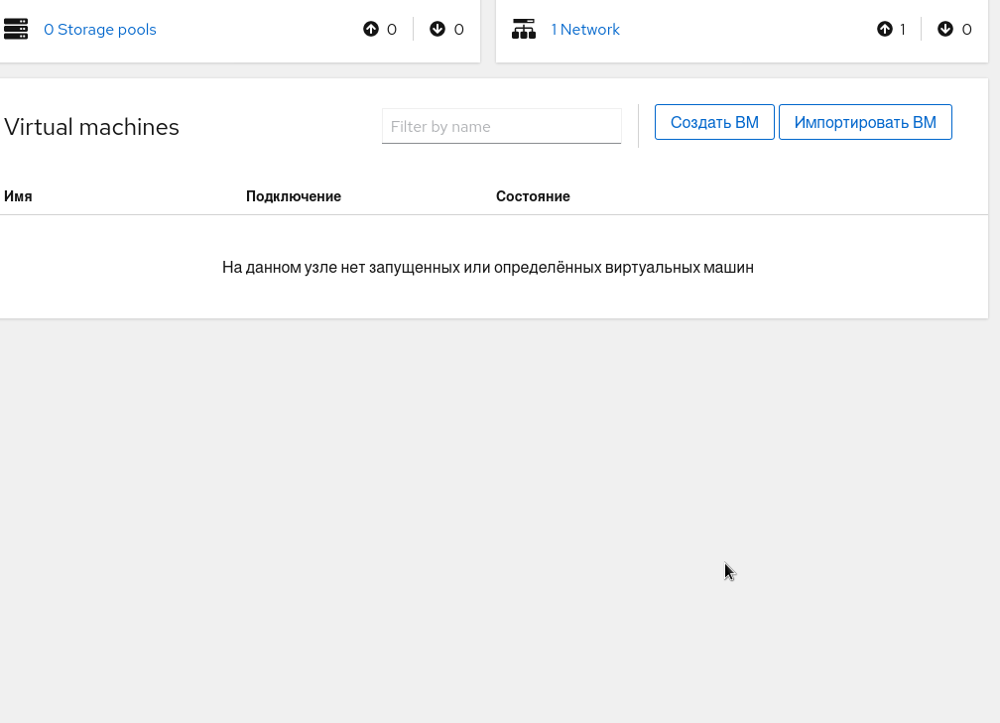 0 Storage pools 0 0 1 Network 1 0
Virtual machines Filter by name Создать ВМ Импортировать ВМ
Имя Подключение Состояние
На данном узле нет запущенных или определённых виртуальных машин